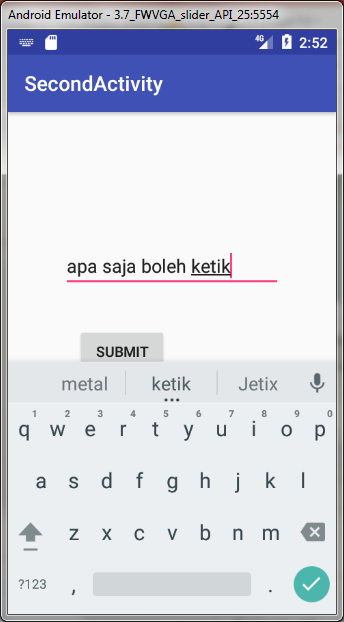 Android Emulator - 3.7_FWVGA_slider_API_25:5554
4G 2:52
SecondActivity
apa saja boleh ketik
SUBMIT
metal ketik Jetix
1 2 3 4 5 6 7 8 9 0
q w e r t y u i o p
a s d f g h j k l
z x c v b n m
?123 , .